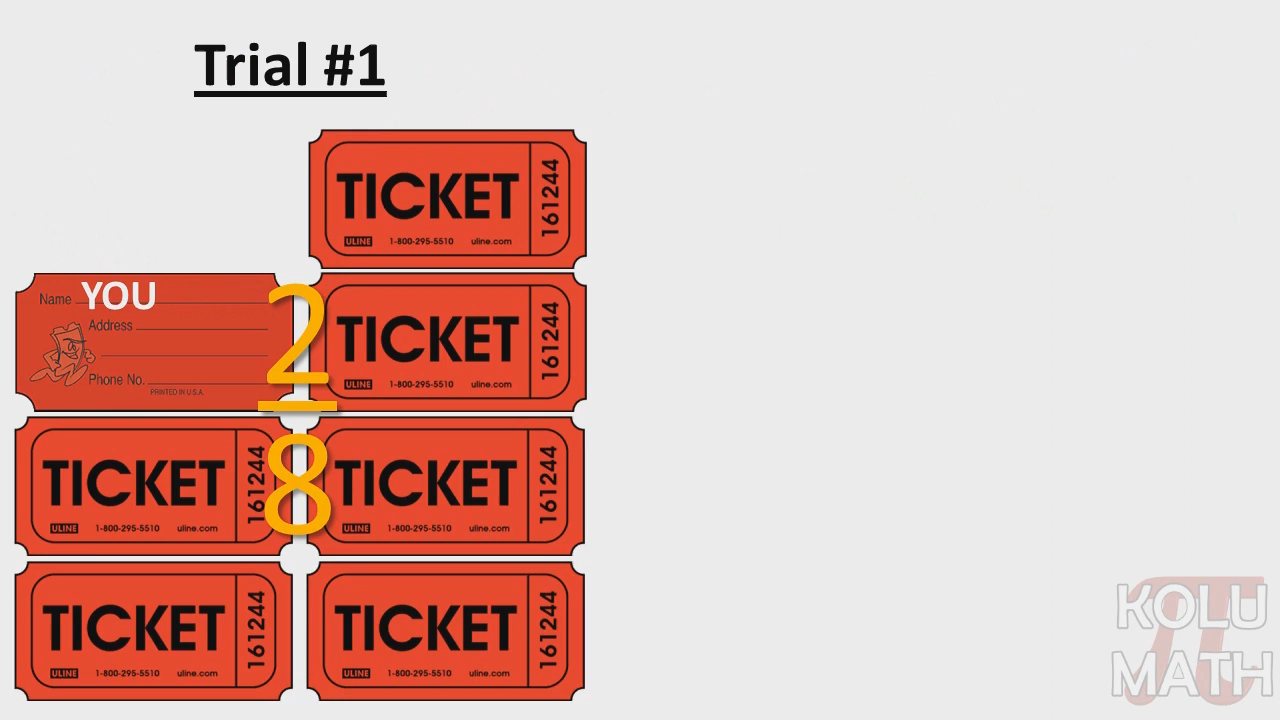 Trial #1
TICKET 161244
ULINE 1-800-295-5510 uline.com
Name YOU
Address
Phone No.
PRINTED IN U.S.A.
2
8
TICKET 161244
ULINE 1-800-295-5510 uline.com
TICKET 161244
ULINE 1-800-295-5510 uline.com
TICKET 161244
ULINE 1-800-295-5510 uline.com
TICKET 161244
ULINE 1-800-295-5510 uline.com
TICKET 161244
ULINE 1-800-295-5510 uline.com
KOLU
MATH
π